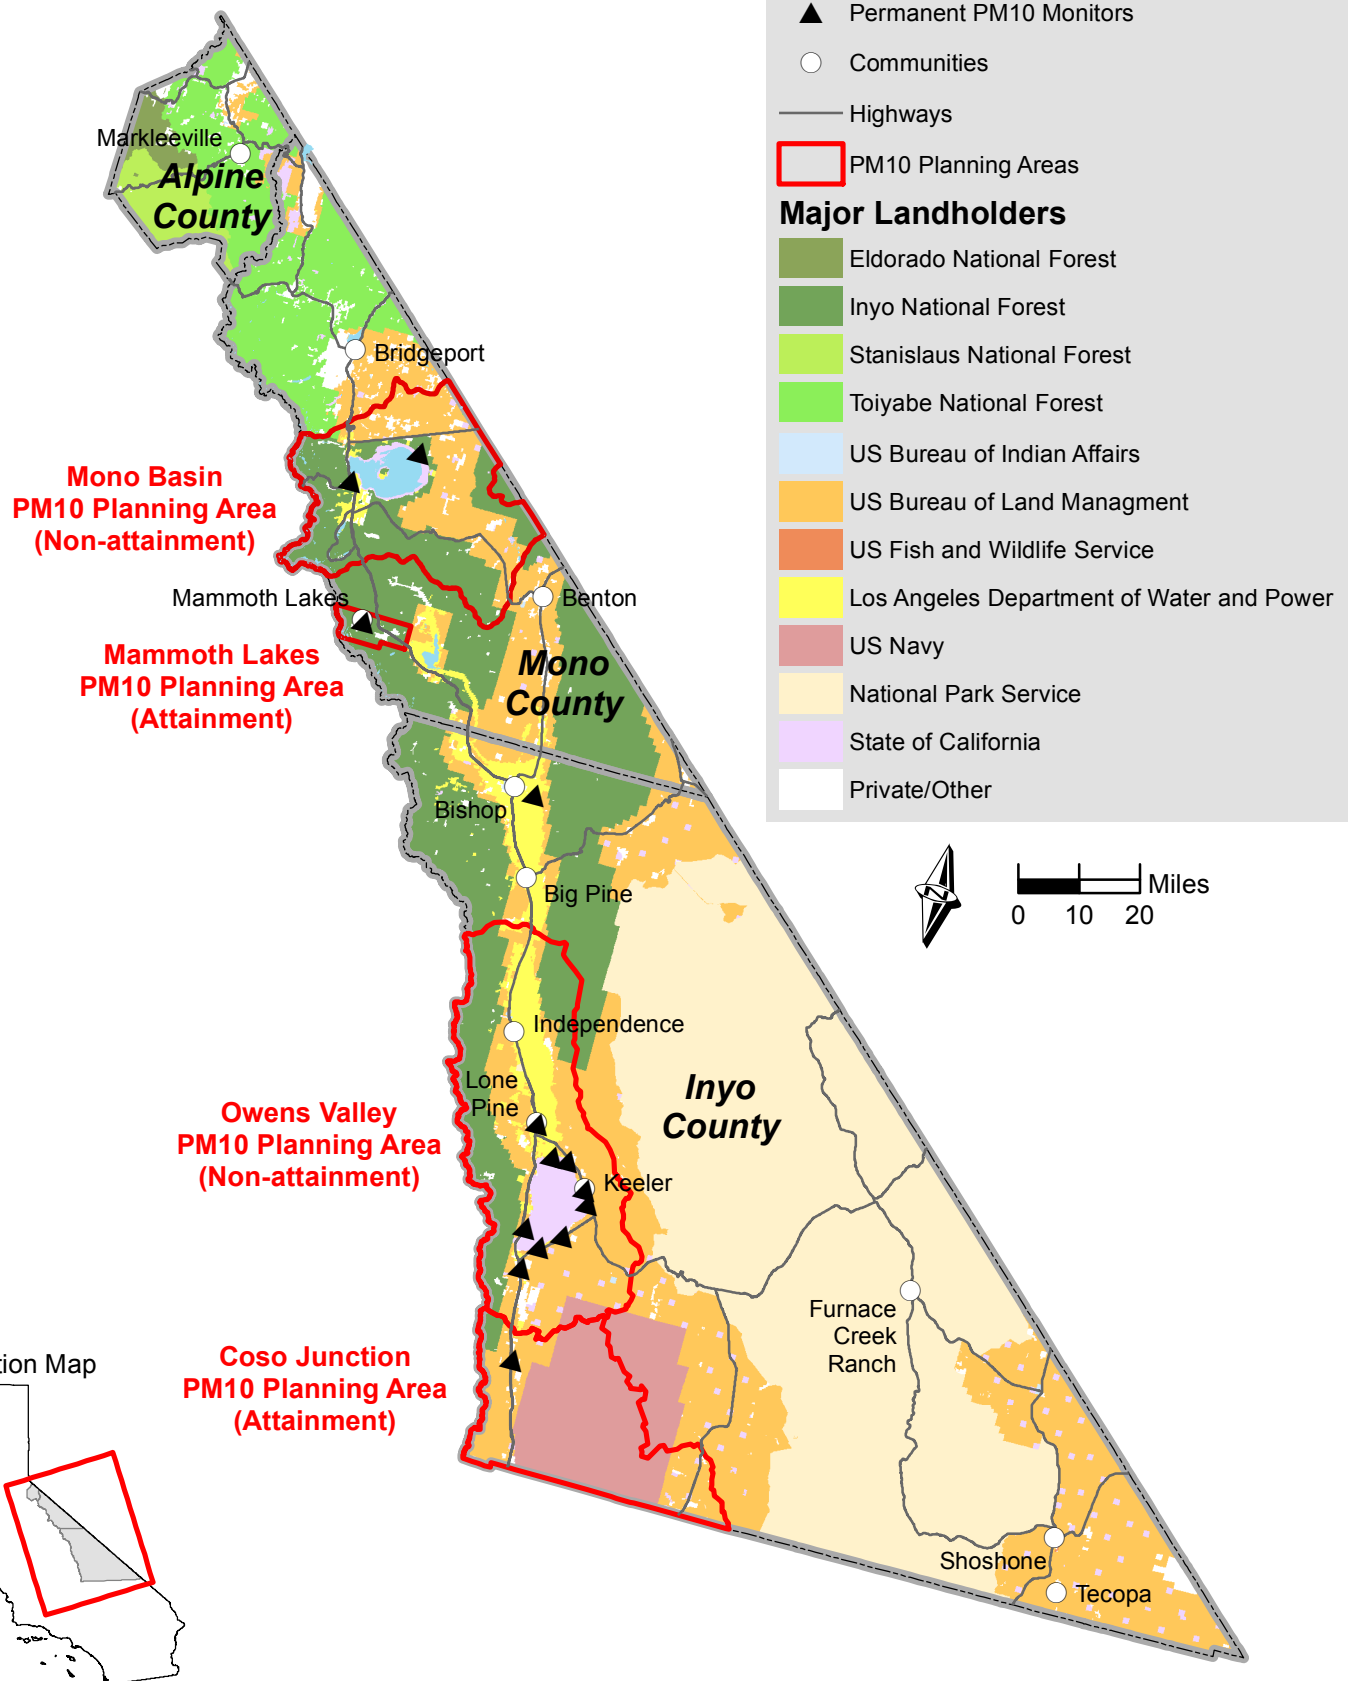 Permanent PM10 Monitors
Communities
Highways
PM10 Planning Areas
Major Landholders
Eldorado National Forest
Inyo National Forest
Stanislaus National Forest
Toiyabe National Forest
US Bureau of Indian Affairs
US Bureau of Land Managment
US Fish and Wildlife Service
Los Angeles Department of Water and Power
US Navy
National Park Service
State of California
Private/Other
N
Miles
0 10 20
Markleeville
Alpine
County
Bridgeport
Mono Basin
PM10 Planning Area
(Non-attainment)
Mammoth Lakes
Benton
Mammoth Lakes
PM10 Planning Area
(Attainment)
Mono
County
Bishop
Big Pine
Independence
Lone
Pine
Inyo
County
Owens Valley
PM10 Planning Area
(Non-attainment)
Keeler
Furnace
Creek
Ranch
Coso Junction
PM10 Planning Area
(Attainment)
tion Map
Shoshone
Tecopa